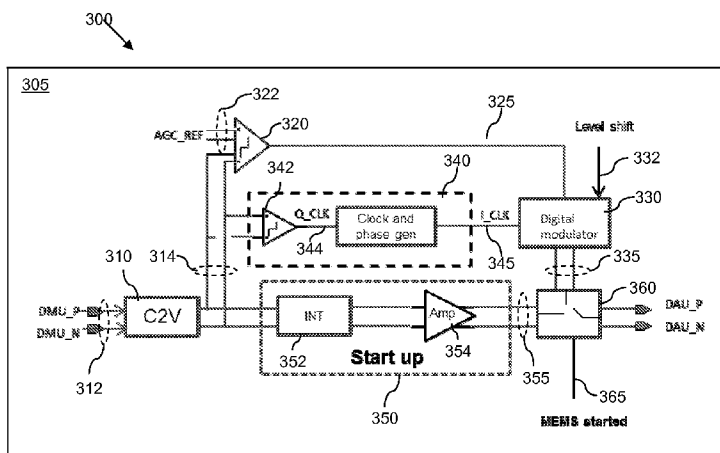 300
305
322
320
325
AGC_REF
Level shift
332
342
340
330
Q_CLK
Clock and
phase gen
I_CLK
Digital
modulator
344
345
314
335
310
360
DMU_P
DMU_N
C2V
INT
Amp
DAU_P
DAU_N
312
352
354
355
Start up
350
365
MEMS started